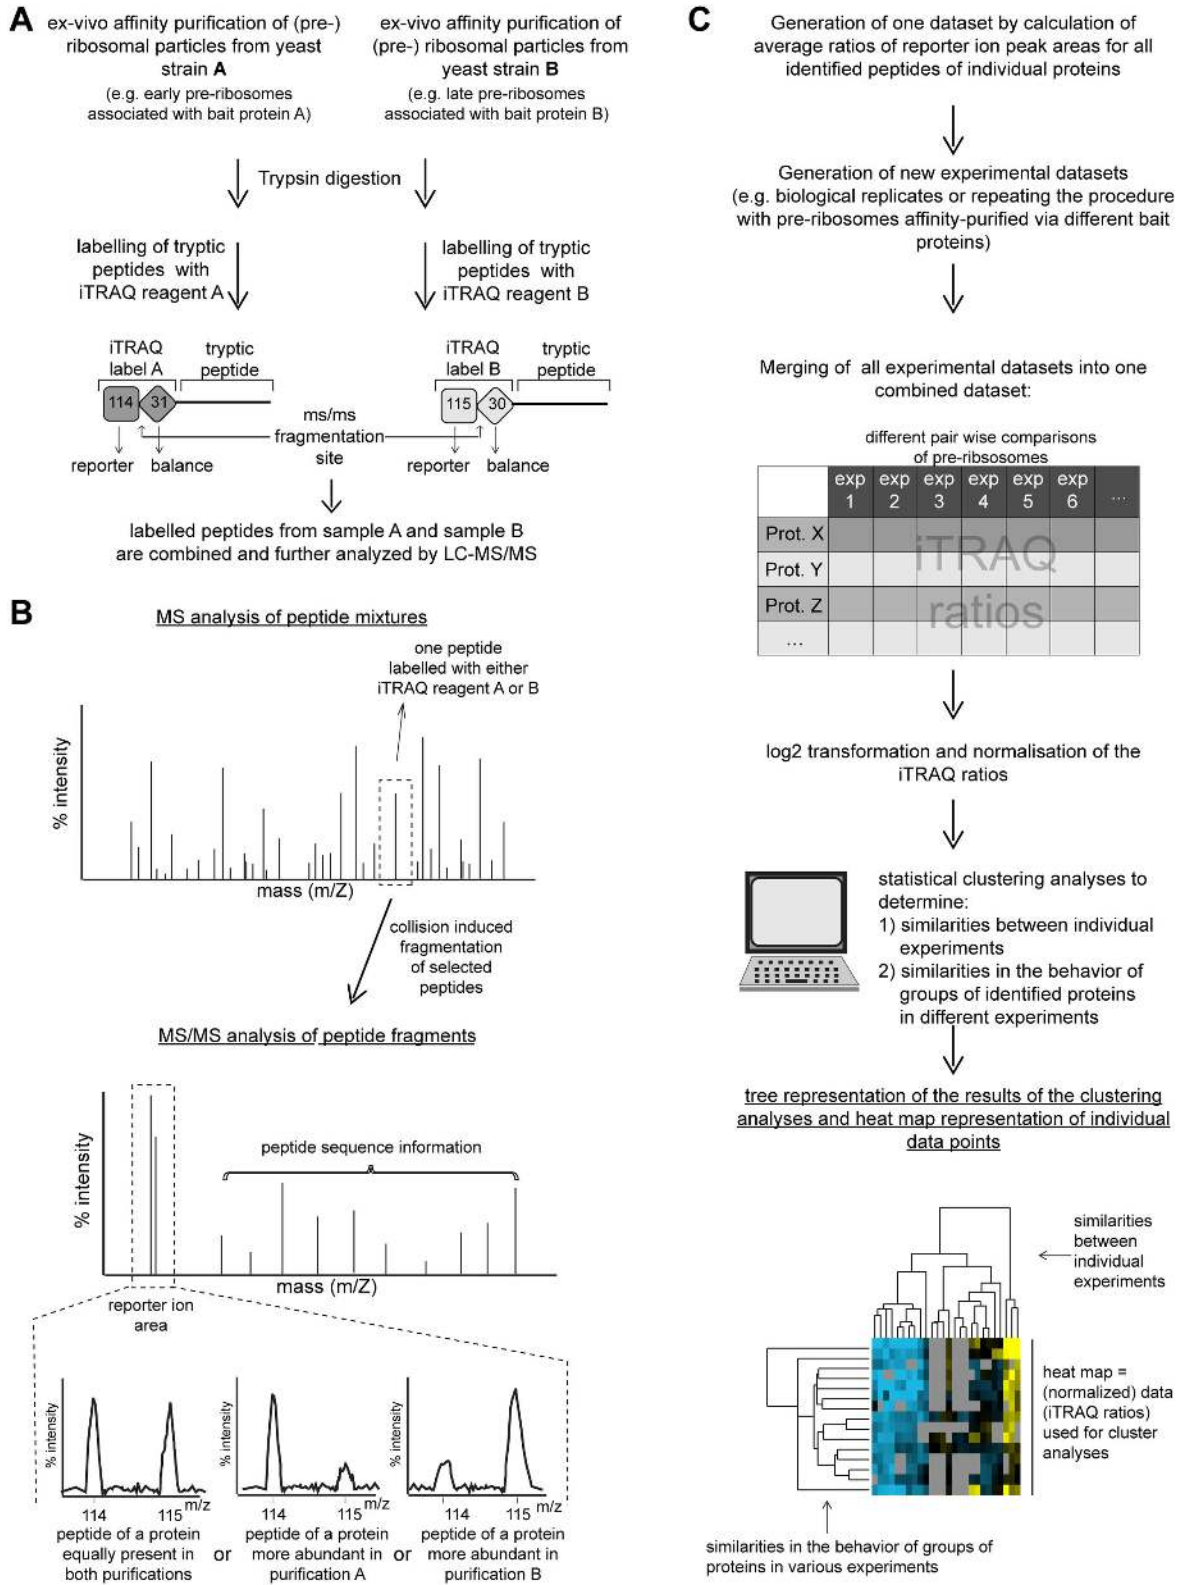 A
ex-vivo affinity purification of (pre-)
ribosomal particles from yeast
strain A
(e.g. early pre-ribosomes
associated with bait protein A)
ex-vivo affinity purification of
(pre-) ribosomal particles from
yeast strain B
(e.g. late pre-ribosomes
associated with bait protein B)
Trypsin digestion
labelling of tryptic
peptides with
iTRAQ reagent A
labelling of tryptic
peptides with
iTRAQ reagent B
iTRAQ
label A
tryptic
peptide
iTRAQ
label B
tryptic
peptide
114
31
115
30
ms/ms
fragmentation
site
reporter
balance
reporter
balance
labelled peptides from sample A and sample B
are combined and further analyzed by LC-MS/MS
B
MS analysis of peptide mixtures
one peptide
labelled with either
iTRAQ reagent A or B
% intensity
mass (m/Z)
collision induced
fragmentation
of selected
peptides
MS/MS analysis of peptide fragments
% intensity
peptide sequence information
mass (m/Z)
reporter ion
area
% intensity
114
115
m/z
peptide of a protein
equally present in
both purifications
or
% intensity
114
115
m/z
peptide of a protein
more abundant in
purification A
or
% intensity
114
115
m/z
peptide of a protein
more abundant in
purification B
C
Generation of one dataset by calculation of
average ratios of reporter ion peak areas for all
identified peptides of individual proteins
Generation of new experimental datasets
(e.g. biological replicates or repeating the procedure
with pre-ribosomes affinity-purified via different bait
proteins)
Merging of all experimental datasets into one
combined dataset:
different pair wise comparisons
of pre-ribsosomes
exp 1
exp 2
exp 3
exp 4
exp 5
exp 6
...
Prot. X
Prot. Y
Prot. Z
...
iTRAQ
ratios
log2 transformation and normalisation of the
iTRAQ ratios
statistical clustering analyses to
determine:
1) similarities between individual
experiments
2) similarities in the behavior of
groups of identified proteins
in different experiments
tree representation of the results of the clustering
analyses and heat map representation of individual
data points
similarities
between
individual
experiments
heat map =
(normalized) data
(iTRAQ ratios)
used for cluster
analyses
similarities in the behavior of groups of
proteins in various experiments